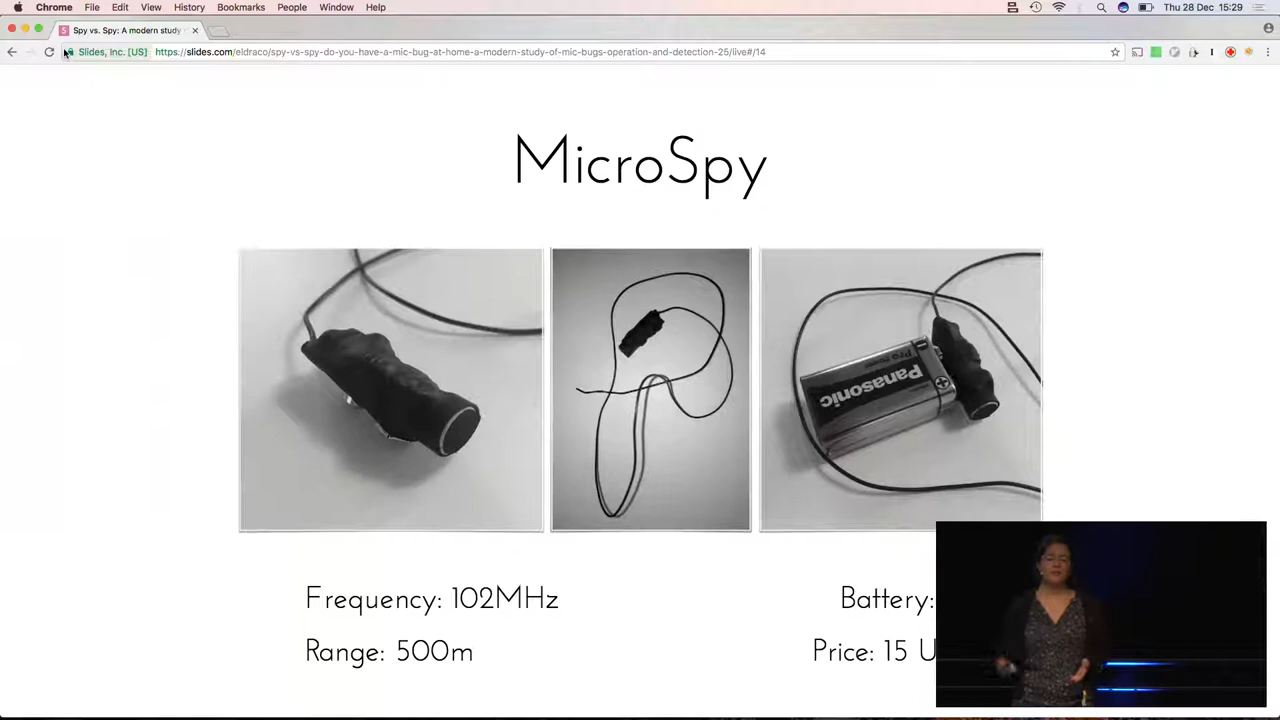 Chrome File Edit View History Bookmarks People Window Help Thu 28 Dec 15:29
Spy vs. Spy: A modern study
Slides, Inc. [US] https://slides.com/eldraco/spy-vs-spy-do-you-have-a-mic-bug-at-home-a-modern-study-of-mic-bugs-operation-and-detection-25/live#/14
MicroSpy
Panasonic
Pro power
Frequency: 102MHz
Battery:
Range: 500m
Price: 15 U